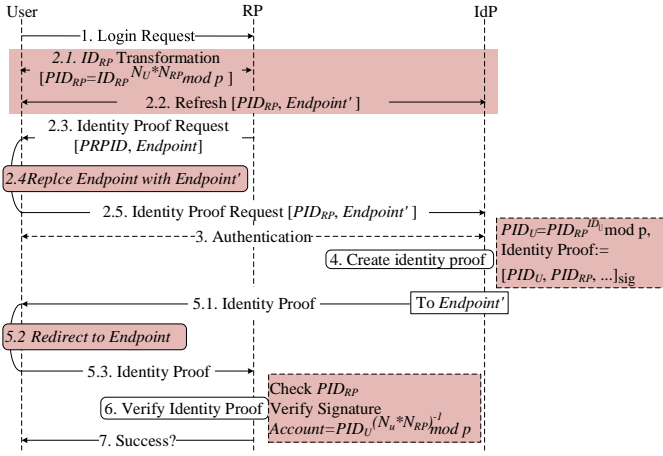 User RP IdP
1. Login Request
2.1. ID_RP Transformation
[PID_RP=ID_RP^N_U*N_RP mod p ]
2.2. Refresh [PID_RP, Endpoint' ]
2.3. Identity Proof Request
[PRPID, Endpoint]
2.4Replce Endpoint with Endpoint'
2.5. Identity Proof Request [PID_RP, Endpoint' ]
3. Authentication
PID_U=PID_RP^ID_U mod p,
Identity Proof:=
[PID_U, PID_RP, ...]sig
4. Create identity proof
5.1. Identity Proof
To Endpoint'
5.2 Redirect to Endpoint
5.3. Identity Proof
Check PID_RP
Verify Signature
Account=PID_U^(N_u*N_RP)^-1 mod p
6. Verify Identity Proof
7. Success?